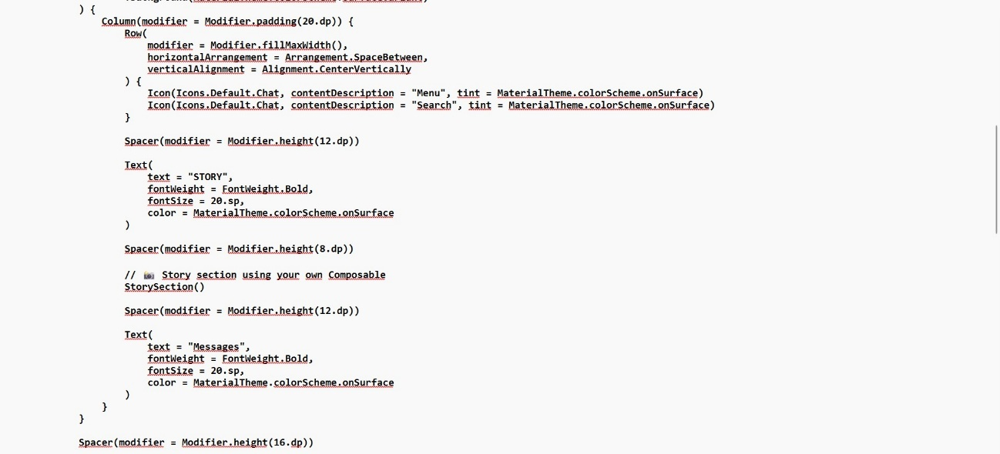 ) {
Column(modifier = Modifier.padding(20.dp)) {
Row(
modifier = Modifier.fillMaxWidth(),
horizontalArrangement = Arrangement.SpaceBetween,
verticalAlignment = Alignment.CenterVertically
) {
Icon(Icons.Default.Chat, contentDescription = "Menu", tint = MaterialTheme.colorScheme.onSurface)
Icon(Icons.Default.Chat, contentDescription = "Search", tint = MaterialTheme.colorScheme.onSurface)
}
Spacer(modifier = Modifier.height(12.dp))
Text(
text = "STORY",
fontWeight = FontWeight.Bold,
fontSize = 20.sp,
color = MaterialTheme.colorScheme.onSurface
)
Spacer(modifier = Modifier.height(8.dp))
// 📸 Story section using your own Composable
StorySection()
Spacer(modifier = Modifier.height(12.dp))
Text(
text = "Messages",
fontWeight = FontWeight.Bold,
fontSize = 20.sp,
color = MaterialTheme.colorScheme.onSurface
)
}
}
Spacer(modifier = Modifier.height(16.dp))